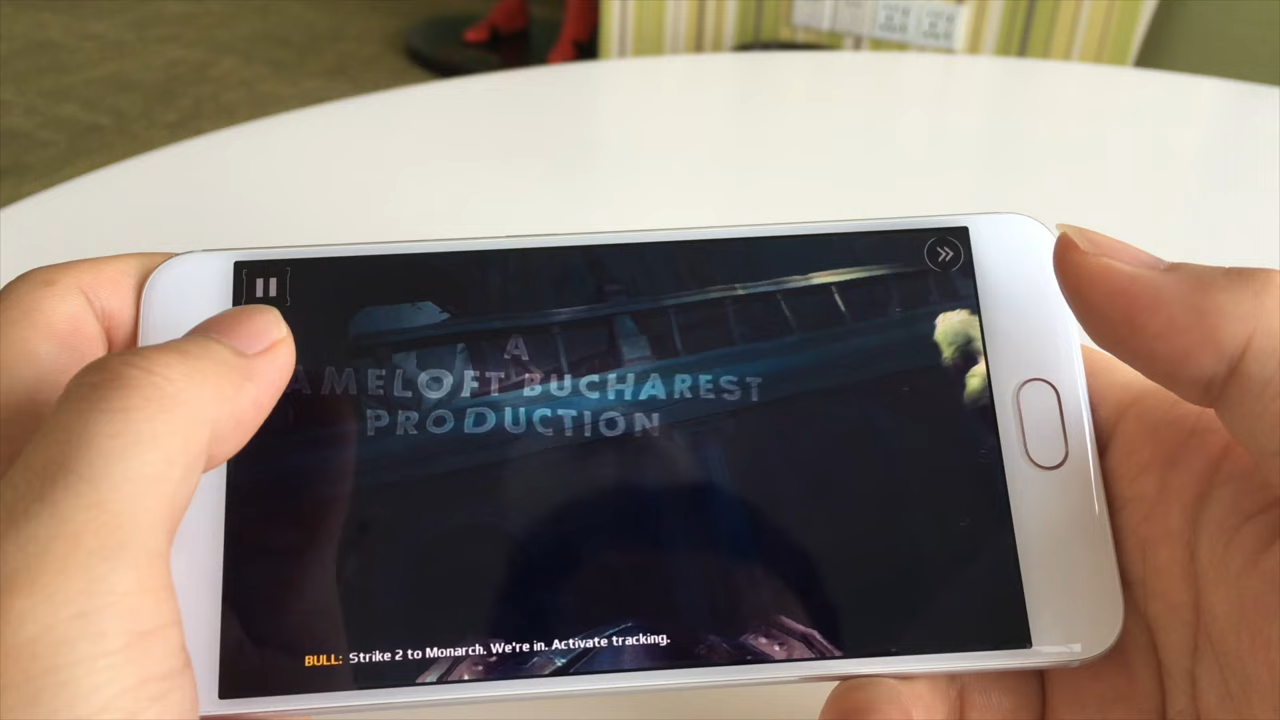 A
AMELOFT BUCHAREST
PRODUCTION
BULL: Strike 2 to Monarch. We're in. Activate tracking.